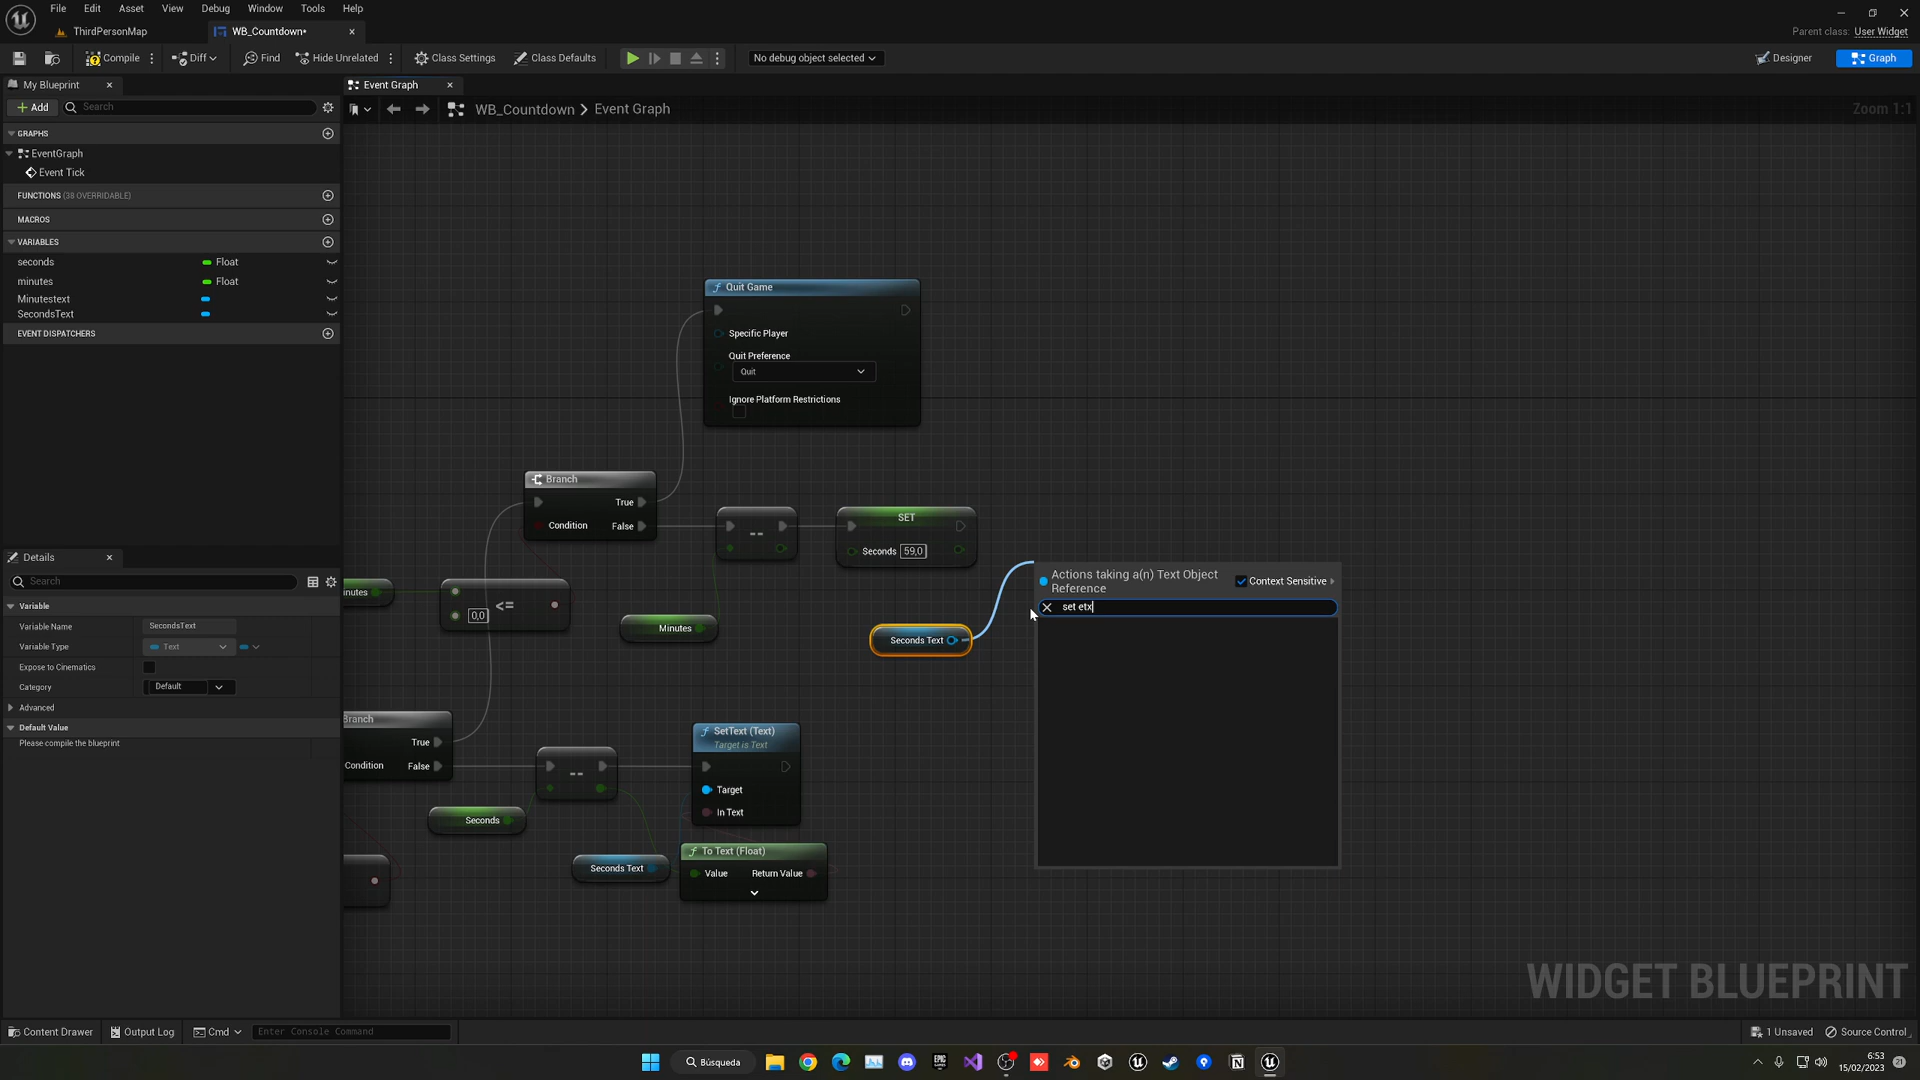 File Edit Asset View Debug Window Tools Help
ThirdPersonMap
WB_Countdown•
Parent class: User Widget
Compile
Diff
Find
Hide Unrelated
Class Settings
Class Defaults
No debug object selected
Designer
Graph
My Blueprint
Event Graph
Add
Search
WB_Countdown > Event Graph
Zoom 1:1
GRAPHS
EventGraph
Event Tick
FUNCTIONS (38 OVERRIDABLE)
MACROS
VARIABLES
seconds Float
minutes Float
Minutestext
SecondsText
EVENT DISPATCHERS
Quit Game
Specific Player
Quit Preference
Quit
Ignore Platform Restrictions
Branch
True
Condition False
--
SET
Seconds 59,0
inutes
0,0
<=
Minutes
Seconds Text
Actions taking a(n) Text Object
Reference
Context Sensitive
set etx
Details
Search
Variable
Variable Name SecondsText
Variable Type Text
Expose to Cinematics
Category Default
Advanced
Default Value
Please compile the blueprint
Branch
True
Condition False
--
Seconds
SetText (Text)
Target is Text
Target
In Text
Seconds Text
To Text (Float)
Value Return Value
WIDGET BLUEPRINT
Content Drawer
Output Log
Cmd
Enter Console Command
1 Unsaved
Source Control
Búsqueda
EPIC
GAMES
6:53
15/02/2023
21